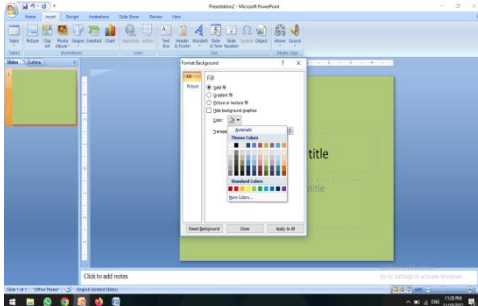 Presentation2 - Microsoft PowerPoint
Home Insert Design Animations Slide Show Review View
Table Picture Clip Art Photo Album Shapes SmartArt Chart Hyperlink Action Text Box Header & Footer WordArt Date & Time Slide Number Symbol Object Movie Sound
Tables Illustrations Links Text Media Clips
Slides Outline
Format Background
Fill
Picture
Fill
Solid fill
Gradient fill
Picture or texture fill
Hide background graphics
Color:
Automatic
Theme Colors
Standard Colors
More Colors...
Reset Background Close Apply to All
title
Click to add notes
Go to Settings to activate Windows.
Slide 1 of 1 "Office Theme" English (United States)
ENG 11:28 PM